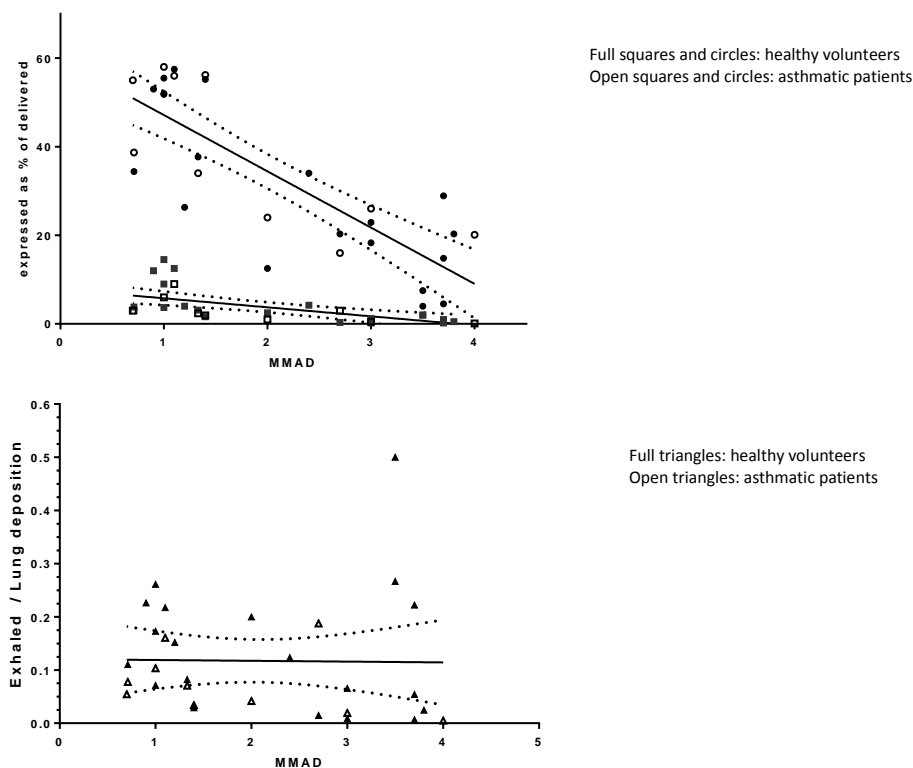 expressed as % of delivered
60
40
20
0
0
1
2
3
4
MMAD
Full squares and circles: healthy volunteers
Open squares and circles: asthmatic patients
Exhaled / Lung deposition
0.6
0.5
0.4
0.3
0.2
0.1
0.0
0
1
2
3
4
5
MMAD
Full triangles: healthy volunteers
Open triangles: asthmatic patients